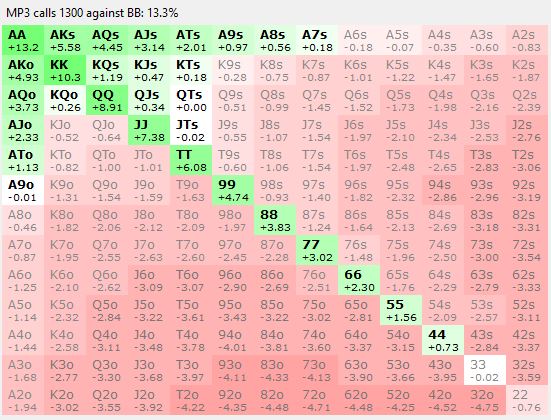 MP3 calls 1300 against BB: 13.3%
AA AKs AQs AJs ATs A9s A8s A7s A6s A5s A4s A3s A2s
+13.2 +5.58 +4.45 +3.14 +2.01 +0.97 +0.56 +0.18 -0.18 -0.07 -0.35 -0.60 -0.83
AKo KK KQs KJs KTs K9s K8s K7s K6s K5s K4s K3s K2s
+4.93 +10.3 +1.19 +0.47 +0.18 -0.28 -0.75 -0.87 -1.01 -1.22 -1.47 -1.65 -1.87
AQo KQo QQ QJs QTs Q9s Q8s Q7s Q6s Q5s Q4s Q3s Q2s
+3.73 +0.26 +8.91 +0.34 +0.00 -0.51 -0.99 -1.45 -1.52 -1.73 -1.98 -2.16 -2.39
AJo KJo QJo JJ JTs J9s J8s J7s J6s J5s J4s J3s J2s
+2.33 -0.52 -0.64 +7.38 -0.02 -0.55 -1.07 -1.54 -1.97 -2.10 -2.34 -2.53 -2.76
ATo KTo QTo JTo TT T9s T8s T7s T6s T5s T4s T3s T2s
+1.13 -0.82 -1.00 -1.01 +6.08 -0.60 -1.06 -1.54 -1.97 -2.48 -2.65 -2.83 -3.06
A9o K9o Q9o J9o T9o 99 98s 97s 96s 95s 94s 93s 92s
-0.01 -1.31 -1.54 -1.59 -1.63 +4.74 -0.93 -1.40 -1.82 -2.32 -2.86 -2.96 -3.19
A8o K8o Q8o J8o T8o 98o 88 87s 86s 85s 84s 83s 82s
-0.46 -1.82 -2.06 -2.12 -2.09 -1.97 +3.83 -1.24 -1.64 -2.13 -2.69 -3.18 -3.31
A7o K7o Q7o J7o T7o 97o 87o 77 76s 75s 74s 73s 72s
-0.87 -1.95 -2.55 -2.63 -2.60 -2.45 -2.28 +3.02 -1.48 -1.96 -2.50 -3.00 -3.54
A6o K6o Q6o J6o T6o 96o 86o 76o 66 65s 64s 63s 62s
-1.25 -2.10 -2.62 -3.09 -3.07 -2.90 -2.69 -2.51 +2.30 -1.76 -2.29 -2.79 -3.33
A5o K5o Q5o J5o T5o 95o 85o 75o 65o 55 54s 53s 52s
-1.14 -2.32 -2.84 -3.22 -3.61 -3.43 -3.22 -3.02 -2.81 +1.56 -2.09 -2.57 -3.11
A4o K4o Q4o J4o T4o 94o 84o 74o 64o 54o 44 43s 42s
-1.44 -2.58 -3.11 -3.48 -3.78 -4.01 -3.81 -3.60 -3.37 -3.15 +0.73 -2.84 -3.37
A3o K3o Q3o J3o T3o 93o 83o 73o 63o 53o 43o 33 32s
-1.68 -2.77 -3.30 -3.68 -3.97 -4.11 -4.33 -4.13 -3.90 -3.66 -3.95 -0.02 -3.59
A2o K2o Q2o J2o T2o 92o 82o 72o 62o 52o 42o 32o 22
-1.94 -3.02 -3.55 -3.92 -4.22 -4.35 -4.48 -4.71 -4.48 -4.25 -4.52 -4.75 -0.76